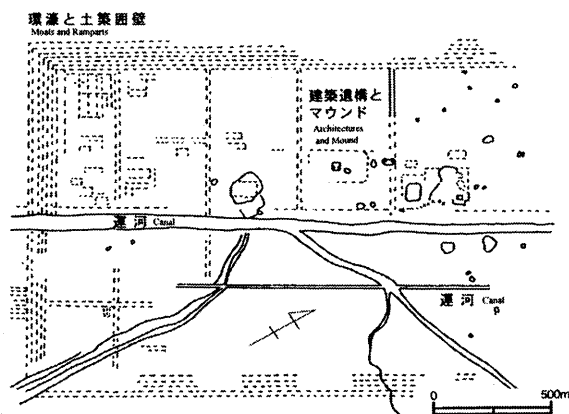 環濠と土築囲壁
Moats and Ramparts
建築遺構と
マウンド
Architectures
and Mound
運河 Canal
運河 Canal
0 500m